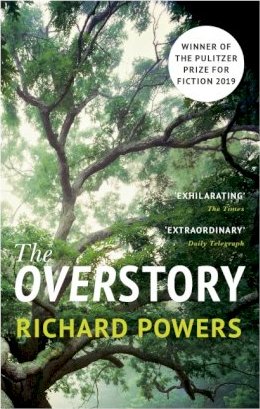 WINNER OF
THE PULITZER
PRIZE FOR
FICTION 2019
'EXHILARATING'
The Times
'EXTRAORDINARY'
Daily Telegraph
The
OVERSTORY
RICHARD POWERS